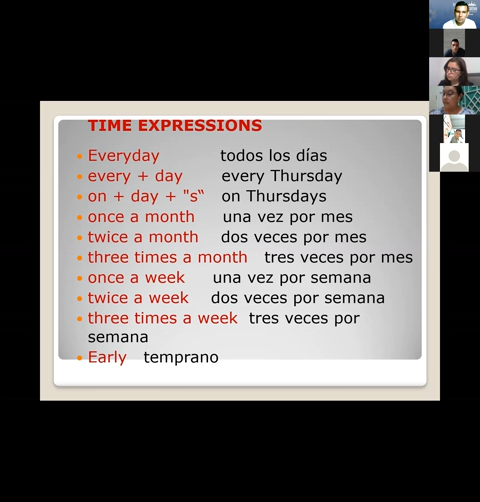 TIME EXPRESSIONS
Everyday todos los días
every + day every Thursday
on + day + "s“ on Thursdays
once a month una vez por mes
twice a month dos veces por mes
three times a month tres veces por mes
once a week una vez por semana
twice a week dos veces por semana
three times a week tres veces por
semana
Early temprano